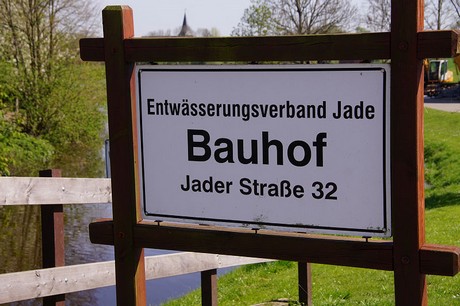 Entwässerungsverband Jade
Bauhof
Jader Straße 32